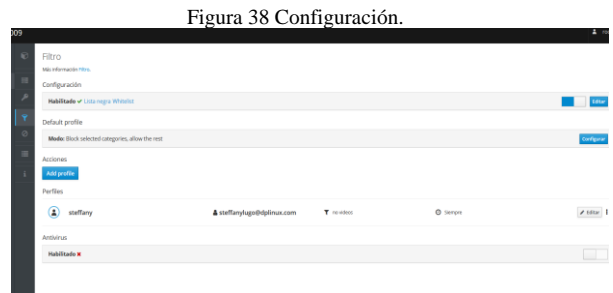 Figura 38 Configuración.
009
Filtro
Más información Filtro.
Configuración
Habilitado ✔ Lista negra Whitelist
Editar
Default profile
Modo: Block selected categories, allow the rest
Configurar
Acciones
Add profile
Perfiles
steffany steffanylugo@dplinux.com no-videos Siempre Editar
Antivirus
Habilitado ✖